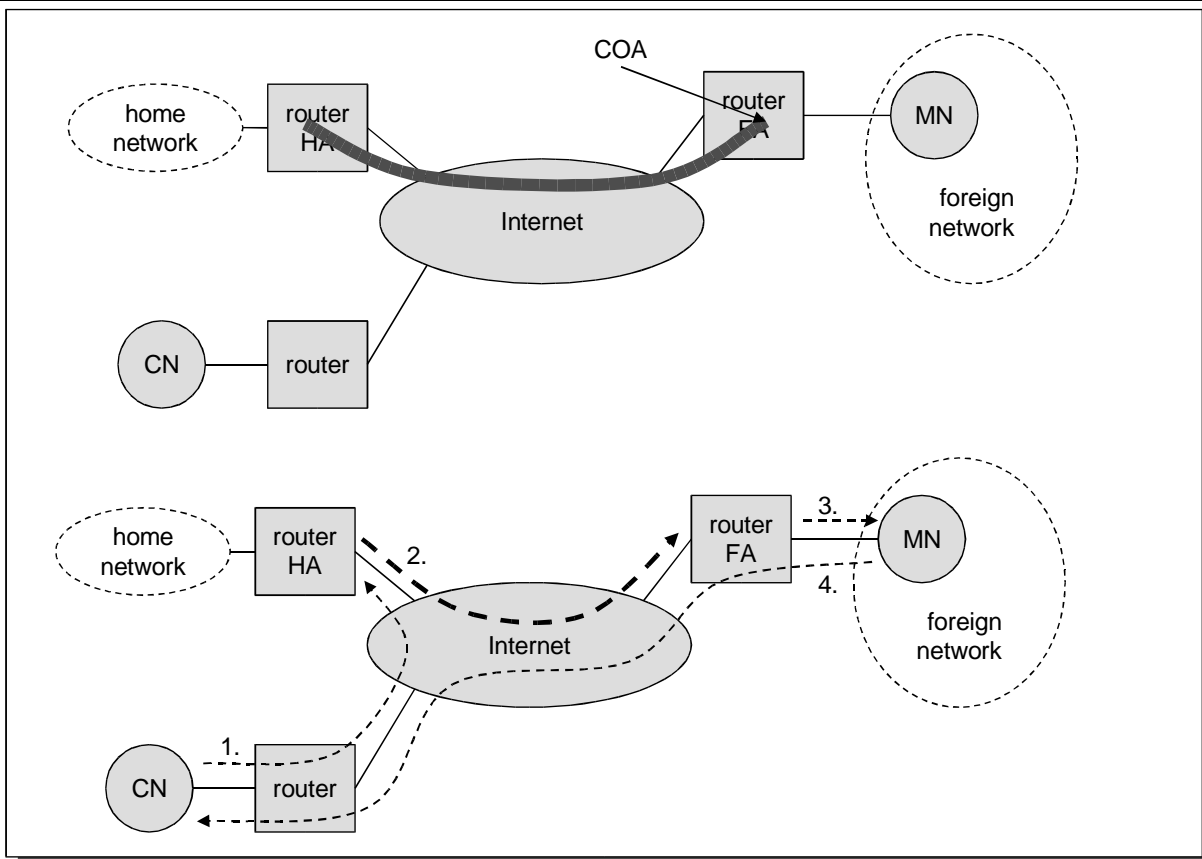 COA
home
network
router
HA
router
FA
MN
Internet
foreign
network
CN
router
home
network
router
HA
2.
router
FA
3.
MN
4.
Internet
foreign
network
1.
CN
router